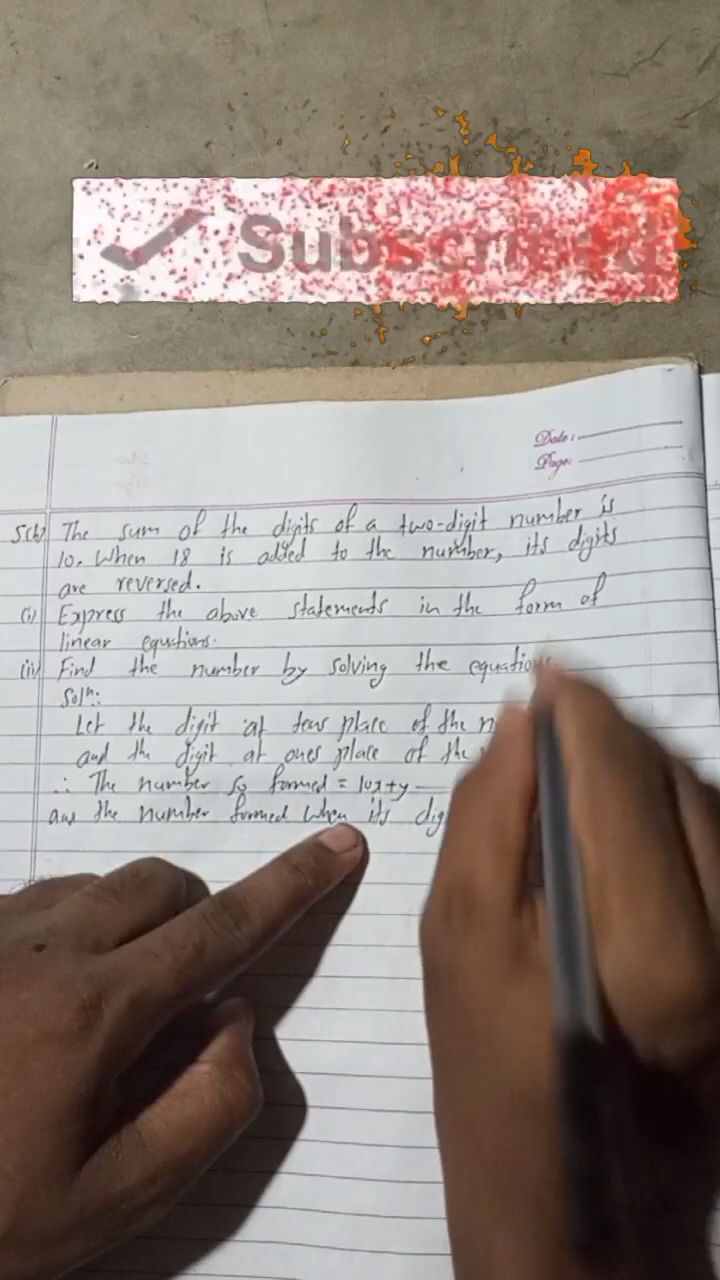 Subscribed
Date:
Page:
5(b) The sum of the digits of a two-digit number is
10. When 18 is added to the number, its digits
are reversed.
(i) Express the above statements in the form of
linear equations.
(ii) Find the number by solving the equations
Solⁿ:
Let the digit at tens place of the
and the digit at ones place of the
∴ The number so formed = 10x+y
and the number formed when its